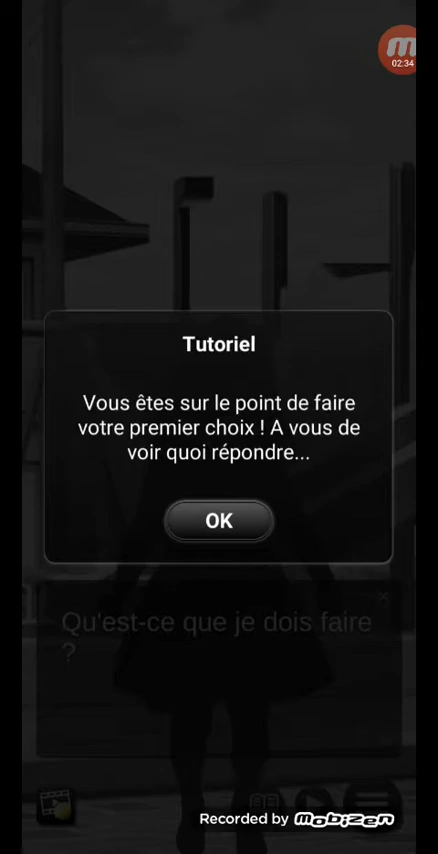 m
02:34
Tutoriel
Vous êtes sur le point de faire
votre premier choix ! A vous de
voir quoi répondre...
OK
Qu'est-ce que je dois faire
?
Recorded by Mobizen